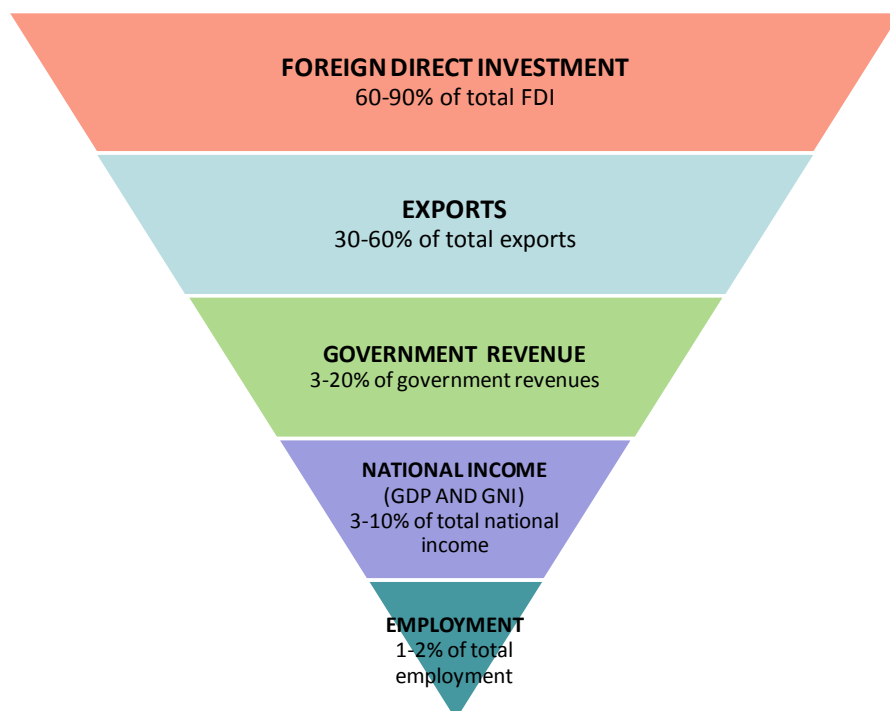 FOREIGN DIRECT INVESTMENT
60-90% of total FDI
EXPORTS
30-60% of total exports
GOVERNMENT REVENUE
3-20% of government revenues
NATIONAL INCOME
(GDP AND GNI)
3-10% of total national
income
EMPLOYMENT
1-2% of total
employment